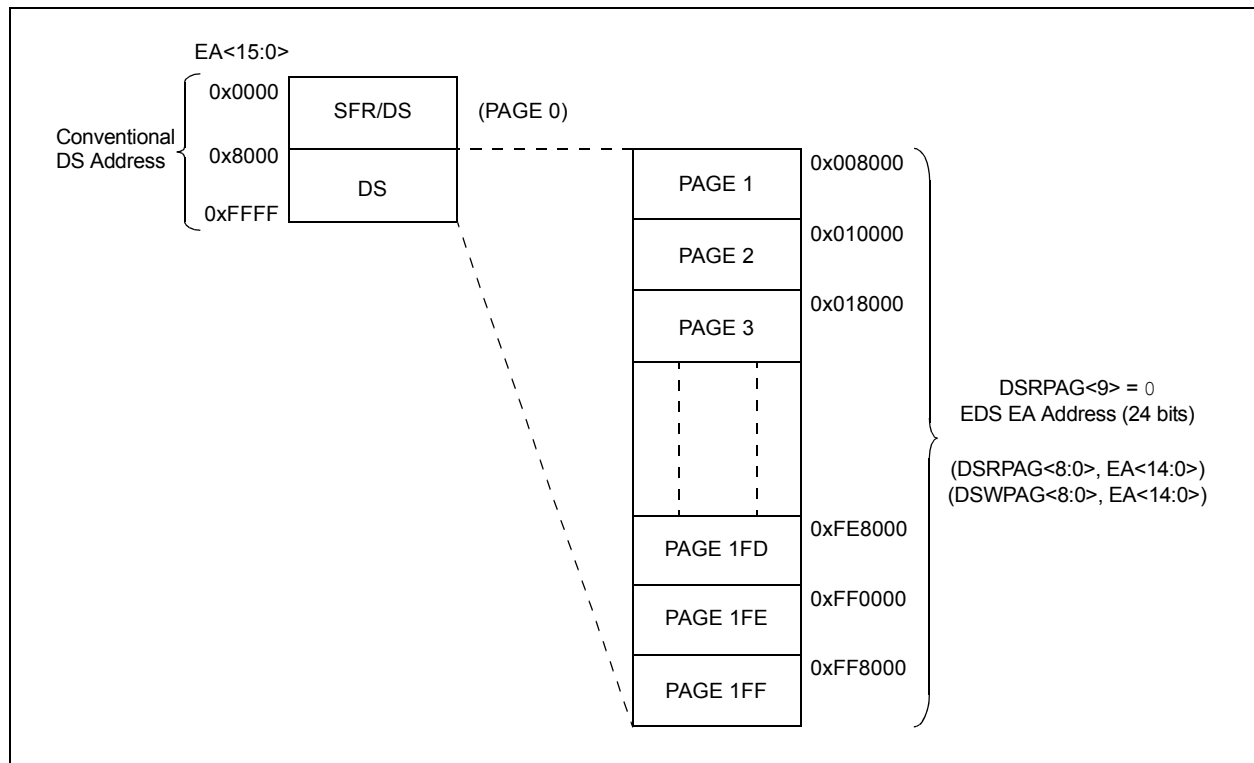 EA<15:0>
0x0000
SFR/DS
(PAGE 0)
Conventional
DS Address
0x8000
DS
0xFFFF
PAGE 1
0x008000
PAGE 2
0x010000
PAGE 3
0x018000
DSRPAG<9> = 0
EDS EA Address (24 bits)
(DSRPAG<8:0>, EA<14:0>)
(DSWPAG<8:0>, EA<14:0>)
PAGE 1FD
0xFE8000
PAGE 1FE
0xFF0000
PAGE 1FF
0xFF8000